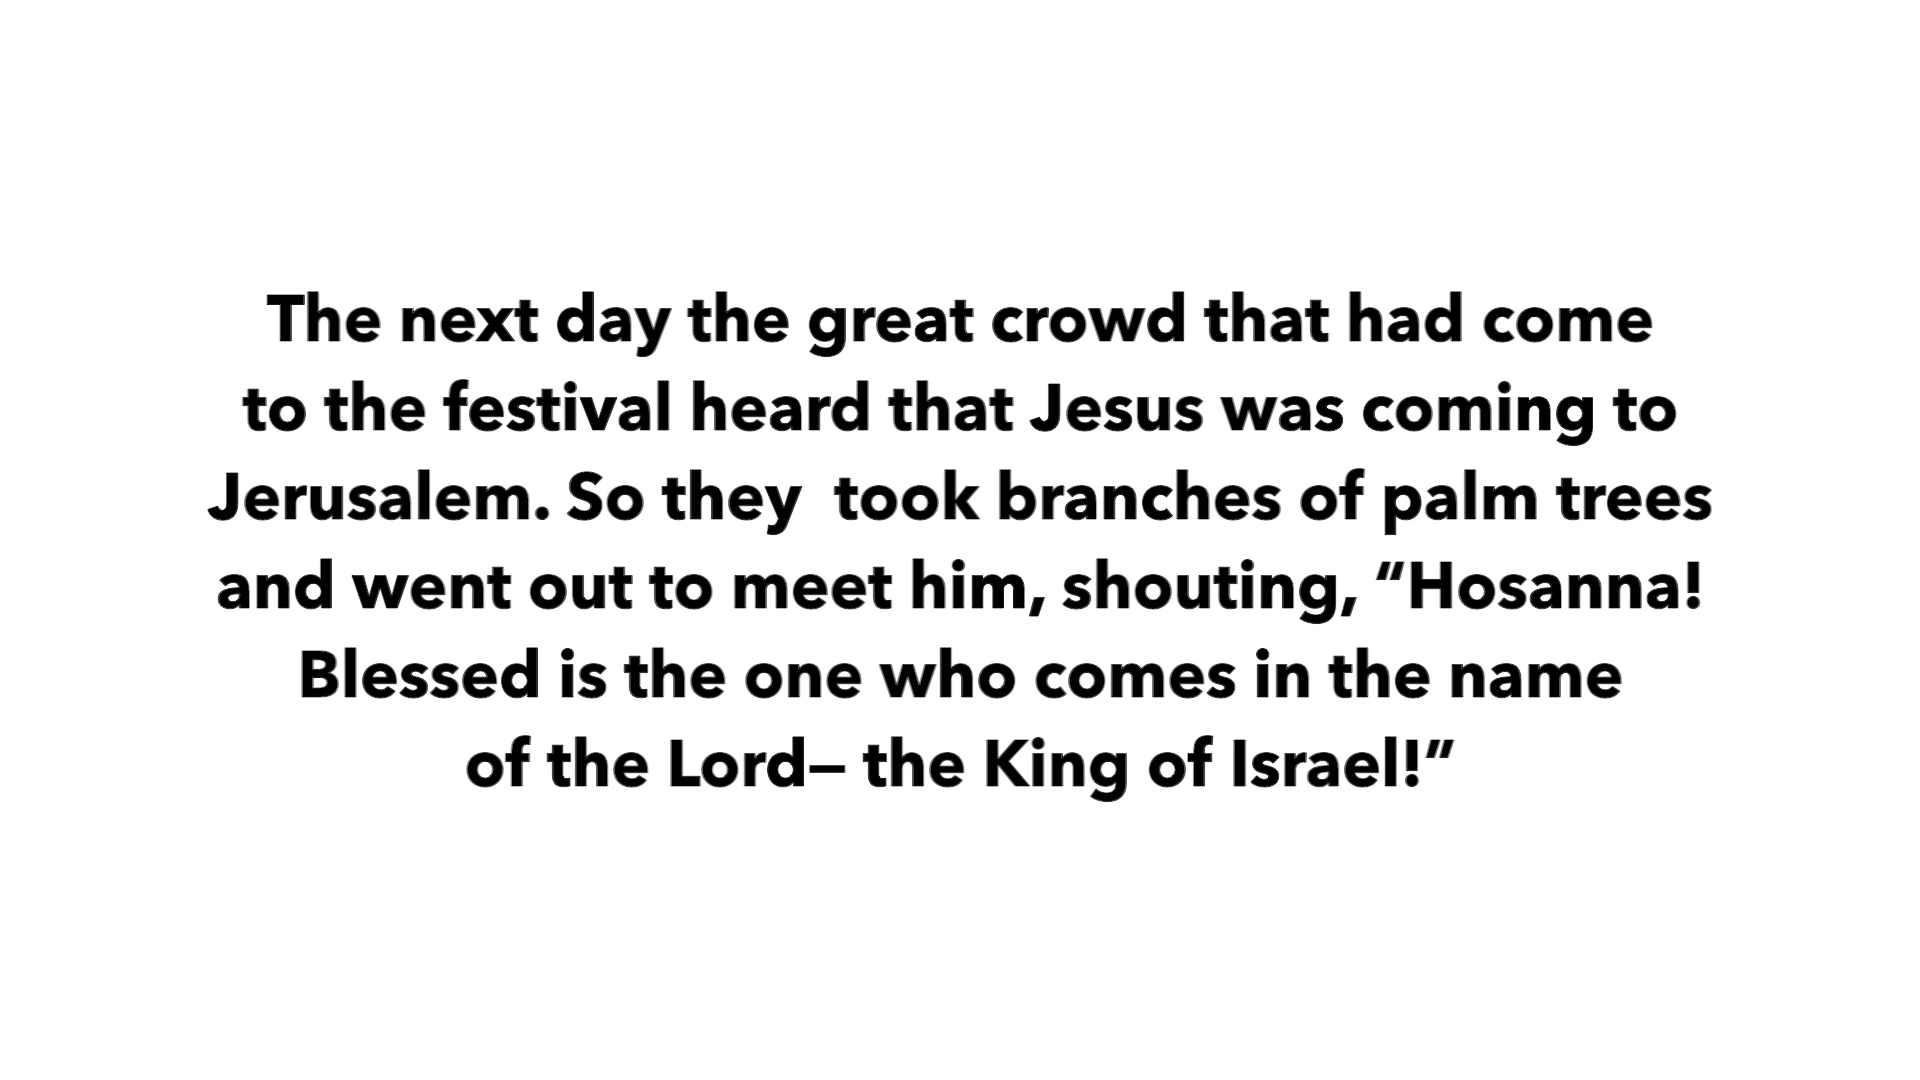 The next day the great crowd that had come
to the festival heard that Jesus was coming to
Jerusalem. So they  took branches of palm trees
and went out to meet him, shouting, “Hosanna!
Blessed is the one who comes in the name
of the Lord— the King of Israel!”